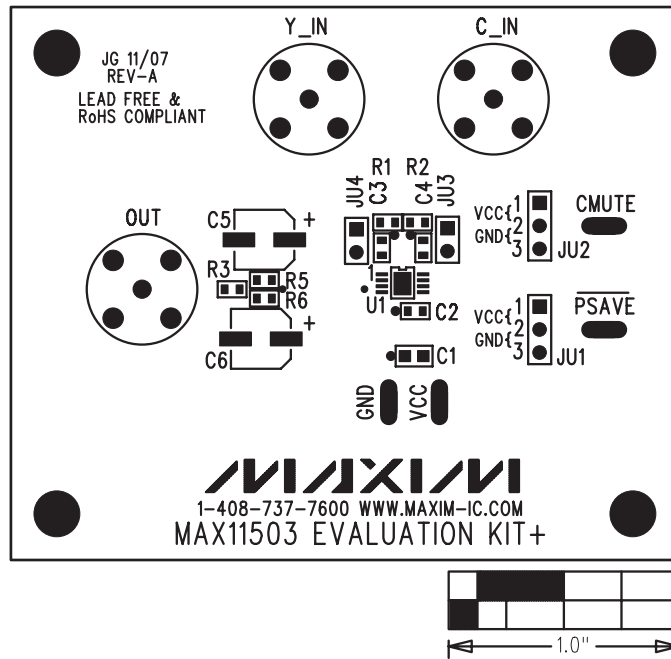 Y_IN
C_IN
JG 11/07
REV-A
LEAD FREE &
RoHS COMPLIANT
R1 R2
JU4
C3
C4
JU3
OUT
C5
+
VCC{ 1
GND{ 2
3
JU2
CMUTE
R3
R5
R6
1
U1
C2
+
C6
VCC{ 1
GND{ 2
3
JU1
PSAVE
C1
GND
VCC
MAXIM
1-408-737-7600 WWW.MAXIM-IC.COM
MAX11503 EVALUATION KIT+
1.0"